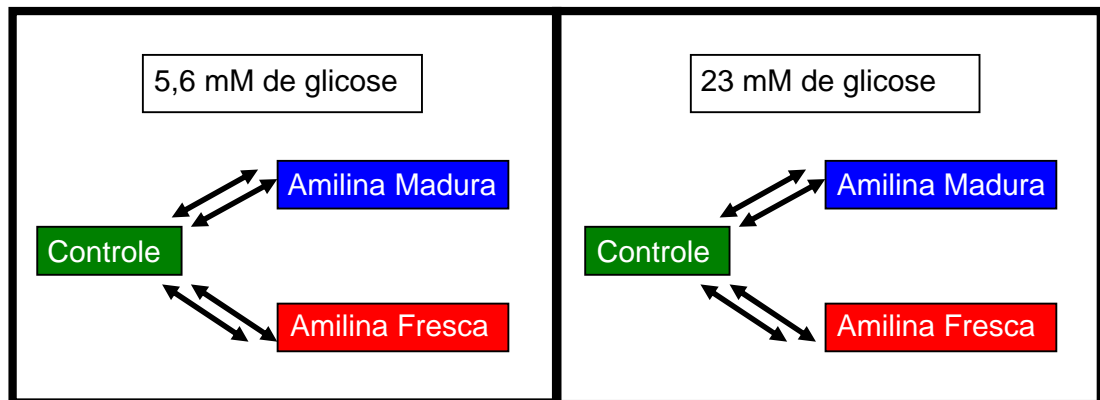 5,6 mM de glicose
Amilina Madura
Controle
Amilina Fresca
23 mM de glicose
Amilina Madura
Controle
Amilina Fresca